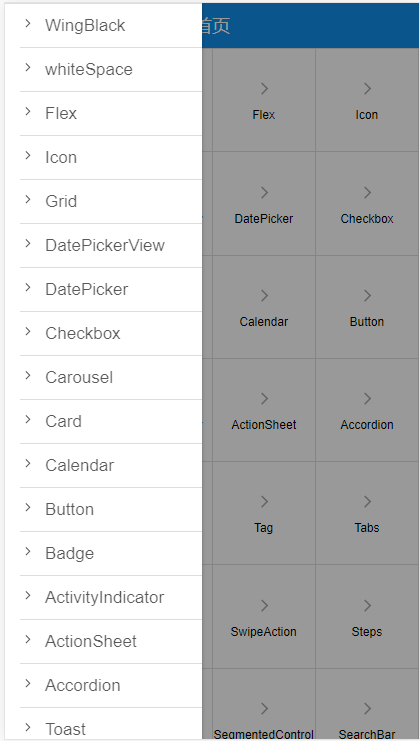 首页
WingBlack
whiteSpace
Flex
Icon
Grid
DatePickerView
DatePicker
Checkbox
Carousel
Card
Calendar
Button
Badge
ActivityIndicator
ActionSheet
Accordion
Toast
Flex
Icon
DatePicker
Checkbox
Calendar
Button
ActionSheet
Accordion
Tag
Tabs
SwipeAction
Steps
SegmentedControl
SearchBar